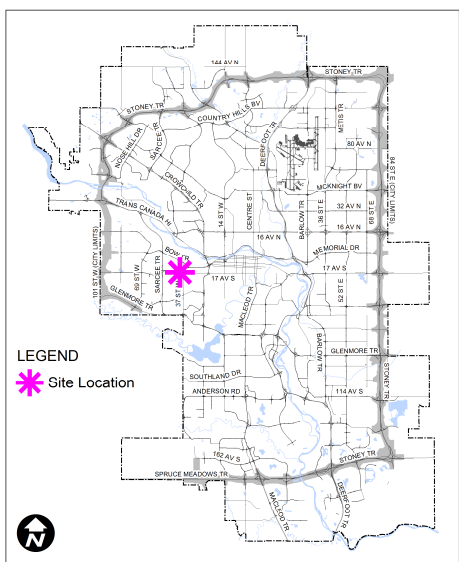 144 AV N
STONEY TR
STONEY TR
COUNTRY HILLS BV
METIS TR
NOSE HILL DR
SARCEE TR
DEERFOOT TR
80 AV N
84 ST E (CITY LIMITS)
CROWCHILD TR
MCKNIGHT BV
TRANS CANADA HI
14 ST W
CENTRE ST
BARLOW TR
36 ST E
32 AV N
68 ST E
16 AV N
16 AV N
101 ST W (CITY LIMITS)
BOW TR
MEMORIAL DR
69 ST W
SARCEE TR
37 ST W
17 AV S
17 AV S
52 ST E
GLENMORE TR
MACLEOD TR
BARLOW TR
LEGEND
Site Location
GLENMORE TR
SOUTHLAND DR
ANDERSON RD
114 AV S
STONEY TR
162 AV S
STONEY TR
SPRUCE MEADOWS TR
MACLEOD TR
DEERFOOT TR
N